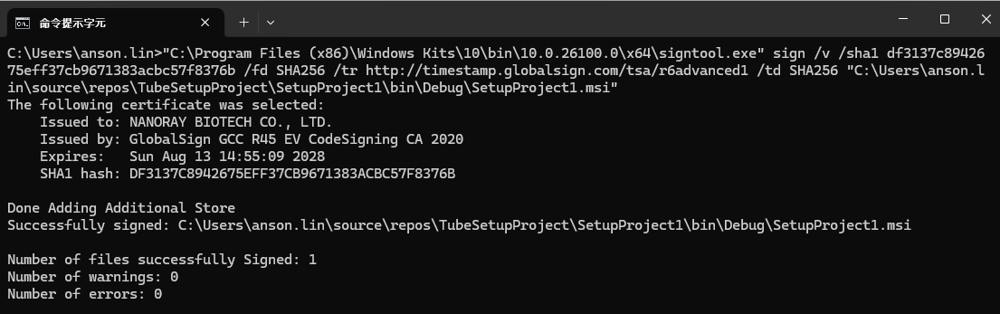 命令提示字元
C:\Users\anson.lin>"C:\Program Files (x86)\Windows Kits\10\bin\10.0.26100.0\x64\signtool.exe" sign /v /sha1 df3137c89426
75eff37cb9671383acbc57f8376b /fd SHA256 /tr http://timestamp.globalsign.com/tsa/r6advanced1 /td SHA256 "C:\Users\anson.l
in\source\repos\TubeSetupProject\SetupProject1\bin\Debug\SetupProject1.msi"
The following certificate was selected:
    Issued to: NANORAY BIOTECH CO., LTD.
    Issued by: GlobalSign GCC R45 EV CodeSigning CA 2020
    Expires:   Sun Aug 13 14:55:09 2028
    SHA1 hash: DF3137C8942675EFF37CB9671383ACBC57F8376B

Done Adding Additional Store
Successfully signed: C:\Users\anson.lin\source\repos\TubeSetupProject\SetupProject1\bin\Debug\SetupProject1.msi

Number of files successfully Signed: 1
Number of warnings: 0
Number of errors: 0